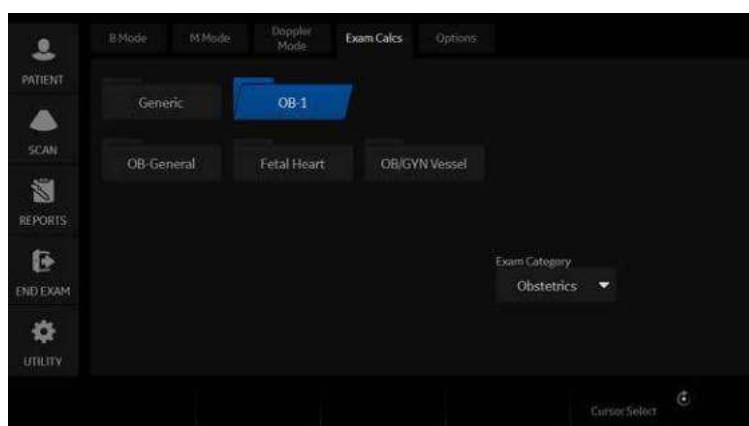 B Mode
M Mode
Doppler
Mode
Exam Calcs
Options
PATIENT
SCAN
REPORTS
END EXAM
UTILITY
Generic
OB-1
OB-General
Fetal Heart
OB/GYN Vessel
Exam Category
Obstetrics
Cursor Select